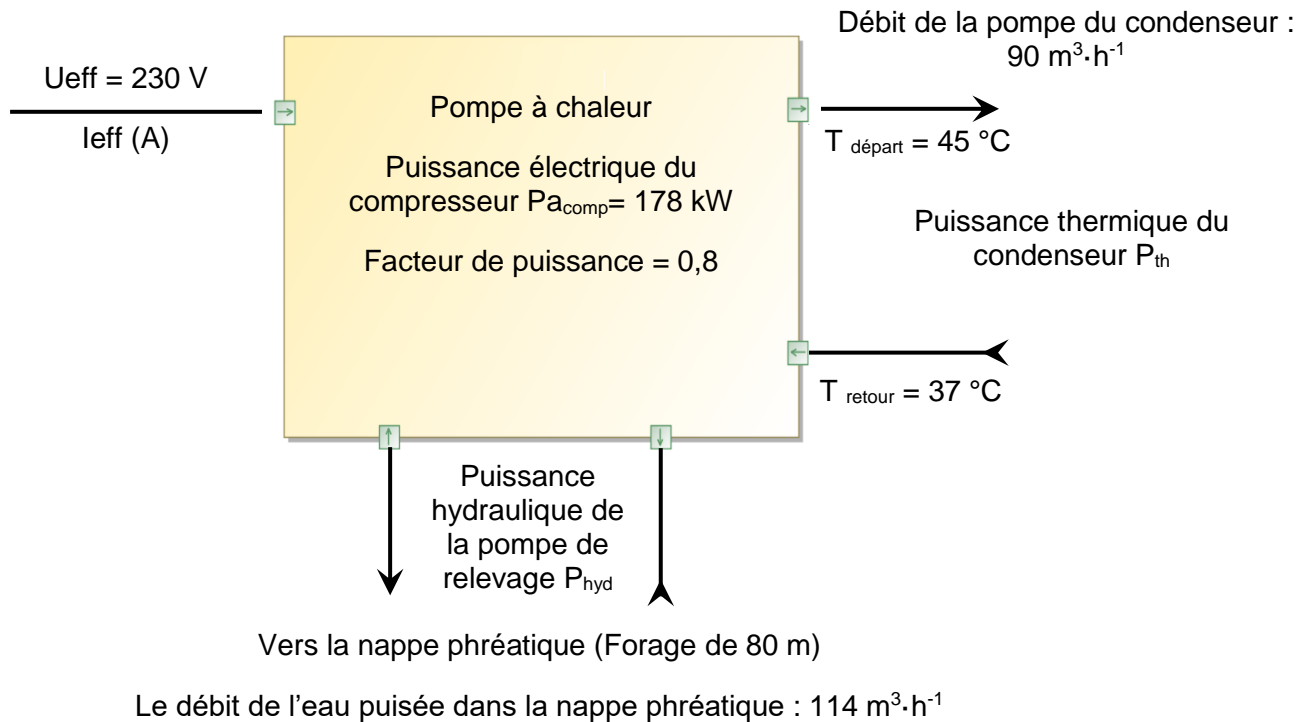 Débit de la pompe du condenseur :
90 m³·h⁻¹
Ueff = 230 V
Ieff (A)
Pompe à chaleur
Puissance électrique du
compresseur Pa_comp= 178 kW
Facteur de puissance = 0,8
T départ = 45 °C
Puissance thermique du
condenseur P_th
T retour = 37 °C
Puissance
hydraulique de
la pompe de
relevage P_hyd
Vers la nappe phréatique (Forage de 80 m)
Le débit de l’eau puisée dans la nappe phréatique : 114 m³·h⁻¹